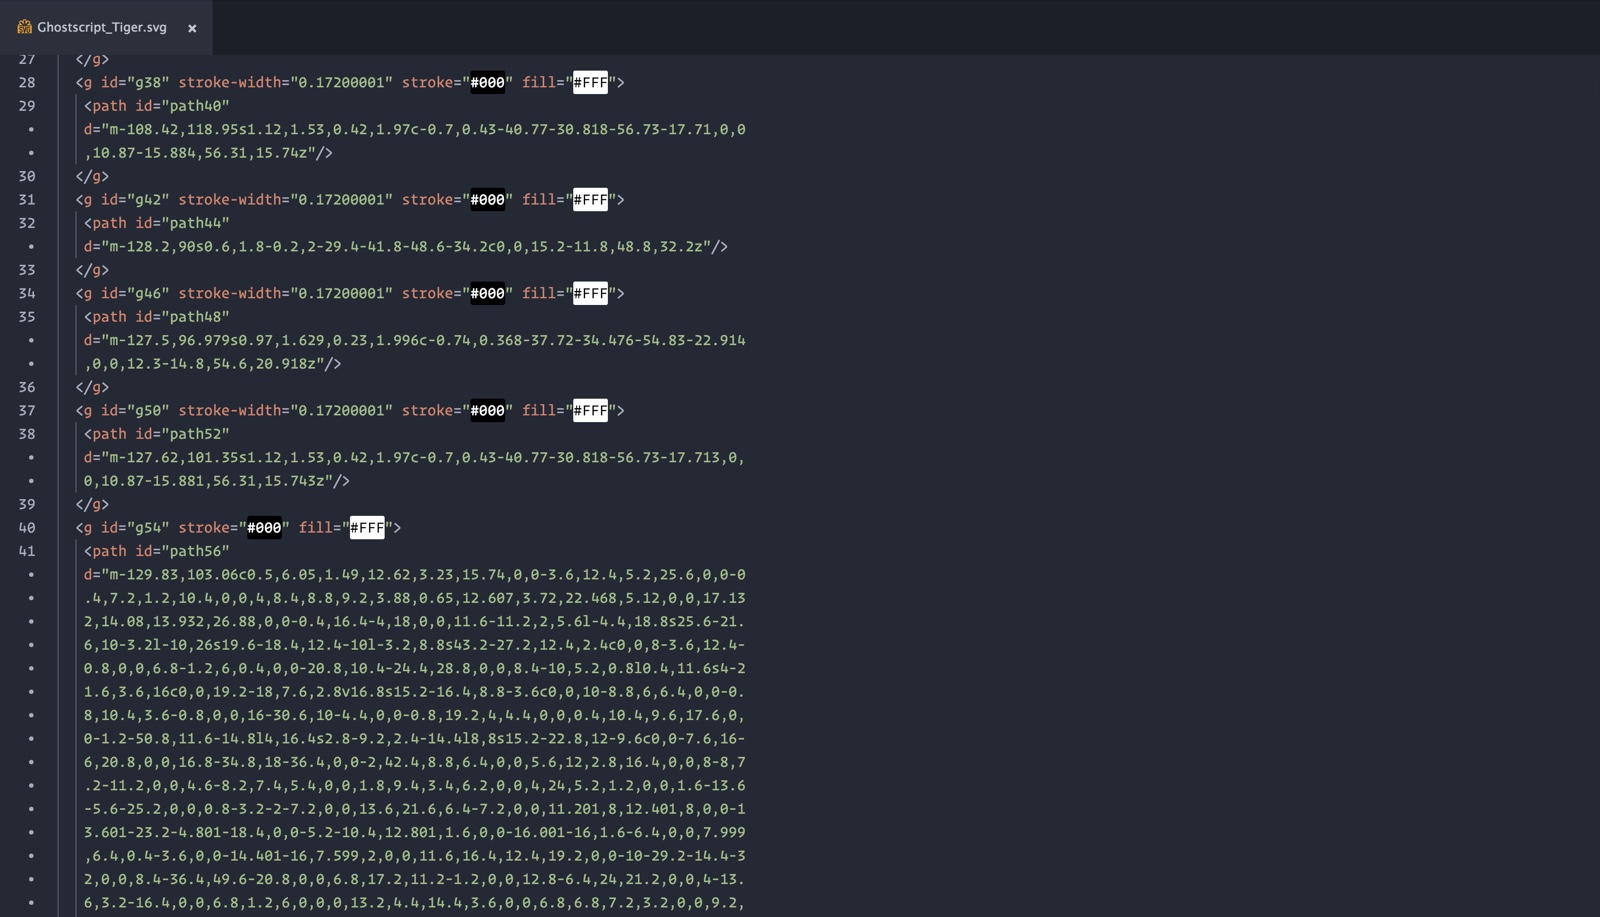 Ghostscript_Tiger.svg ×
27 </g>
28 <g id="g38" stroke-width="0.17200001" stroke="#000" fill="#FFF">
29 <path id="path40"
• d="m-108.42,118.95s1.12,1.53,0.42,1.97c-0.7,0.43-40.77-30.818-56.73-17.71,0,0
• ,10.87-15.884,56.31,15.74z"/>
30 </g>
31 <g id="g42" stroke-width="0.17200001" stroke="#000" fill="#FFF">
32 <path id="path44"
• d="m-128.2,90s0.6,1.8-0.2,2-29.4-41.8-48.6-34.2c0,0,15.2-11.8,48.8,32.2z"/>
33 </g>
34 <g id="g46" stroke-width="0.17200001" stroke="#000" fill="#FFF">
35 <path id="path48"
• d="m-127.5,96.979s0.97,1.629,0.23,1.996c-0.74,0.368-37.72-34.476-54.83-22.914
• ,0,0,12.3-14.8,54.6,20.918z"/>
36 </g>
37 <g id="g50" stroke-width="0.17200001" stroke="#000" fill="#FFF">
38 <path id="path52"
• d="m-127.62,101.35s1.12,1.53,0.42,1.97c-0.7,0.43-40.77-30.818-56.73-17.713,0,
• 0,10.87-15.881,56.31,15.743z"/>
39 </g>
40 <g id="g54" stroke="#000" fill="#FFF">
41 <path id="path56"
• d="m-129.83,103.06c0.5,6.05,1.49,12.62,3.23,15.74,0,0-3.6,12.4,5.2,25.6,0,0-0
• .4,7.2,1.2,10.4,0,0,4,8.4,8.8,9.2,3.88,0.65,12.607,3.72,22.468,5.12,0,0,17.13
• 2,14.08,13.932,26.88,0,0-0.4,16.4-4,18,0,0,11.6-11.2,2,5.6l-4.4,18.8s25.6-21.
• 6,10-3.2l-10,26s19.6-18.4,12.4-10l-3.2,8.8s43.2-27.2,12.4,2.4c0,0,8-3.6,12.4-
• 0.8,0,0,6.8-1.2,6,0.4,0,0-20.8,10.4-24.4,28.8,0,0,8.4-10,5.2,0.8l0.4,11.6s4-2
• 1.6,3.6,16c0,0,19.2-18,7.6,2.8v16.8s15.2-16.4,8.8-3.6c0,0,10-8.8,6,6.4,0,0-0.
• 8,10.4,3.6-0.8,0,0,16-30.6,10-4.4,0,0-0.8,19.2,4,4.4,0,0,0.4,10.4,9.6,17.6,0,
• 0-1.2-50.8,11.6-14.8l4,16.4s2.8-9.2,2.4-14.4l8,8s15.2-22.8,12-9.6c0,0-7.6,16-
• 6,20.8,0,0,16.8-34.8,18-36.4,0,0-2,42.4,8.8,6.4,0,0,5.6,12,2.8,16.4,0,0,8-8,7
• .2-11.2,0,0,4.6-8.2,7.4,5.4,0,0,1.8,9.4,3.4,6.2,0,0,4,24,5.2,1.2,0,0,1.6-13.6
• -5.6-25.2,0,0,0.8-3.2-2-7.2,0,0,13.6,21.6,6.4-7.2,0,0,11.201,8,12.401,8,0,0-1
• 3.601-23.2-4.801-18.4,0,0-5.2-10.4,12.801,1.6,0,0-16.001-16,1.6-6.4,0,0,7.999
• ,6.4,0.4-3.6,0,0-14.401-16,7.599,2,0,0,11.6,16.4,12.4,19.2,0,0-10-29.2-14.4-3
• 2,0,0,8.4-36.4,49.6-20.8,0,0,6.8,17.2,11.2-1.2,0,0,12.8-6.4,24,21.2,0,0,4-13.
• 6,3.2-16.4,0,0,6.8,1.2,6,0,0,0,13.2,4.4,14.4,3.6,0,0,6.8,6.8,7.2,3.2,0,0,9.2,